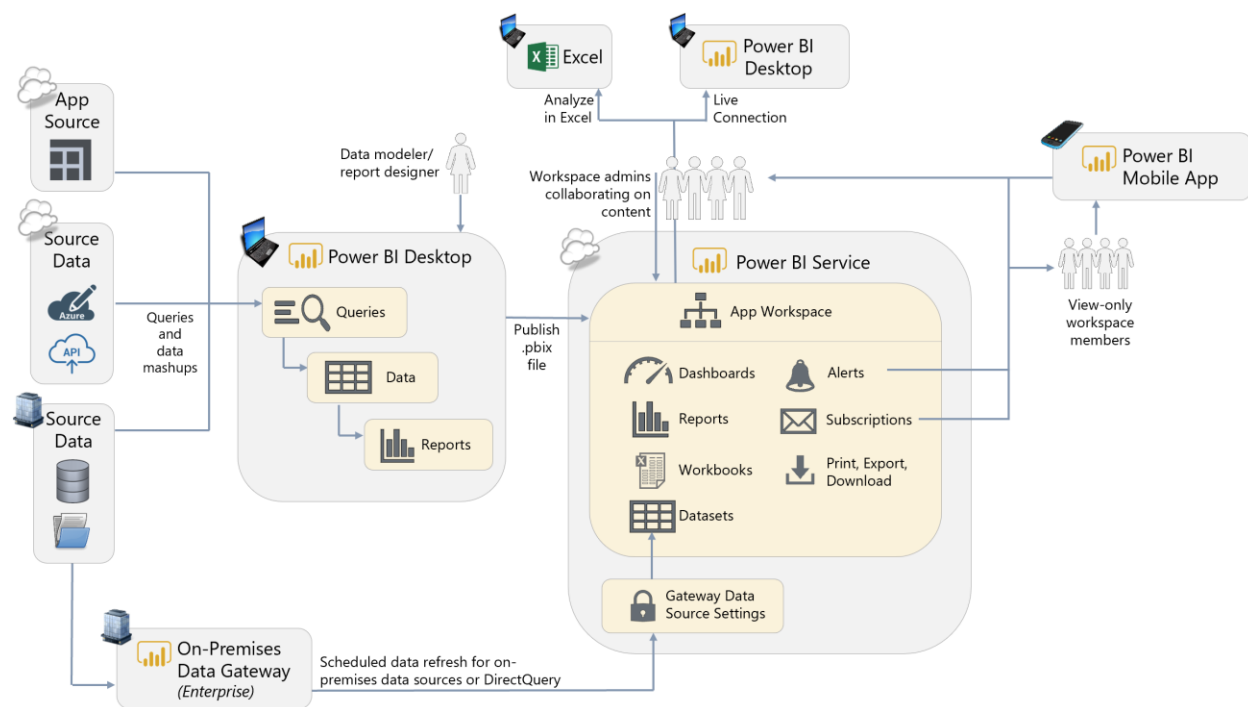 Excel
Power BI
Desktop
Analyze
in Excel
Live
Connection
App
Source
Data modeler/
report designer
Workspace admins
collaborating on
content
Power BI
Mobile App
Source
Data
Azure
API
Queries
and
data
mashups
Power BI Desktop
Queries
Data
Reports
Publish
.pbix
file
Power BI Service
App Workspace
Dashboards
Alerts
Reports
Subscriptions
Workbooks
Print, Export,
Download
Datasets
View-only
workspace
members
Source
Data
Gateway Data
Source Settings
On-Premises
Data Gateway
(Enterprise)
Scheduled data refresh for on-
premises data sources or DirectQuery